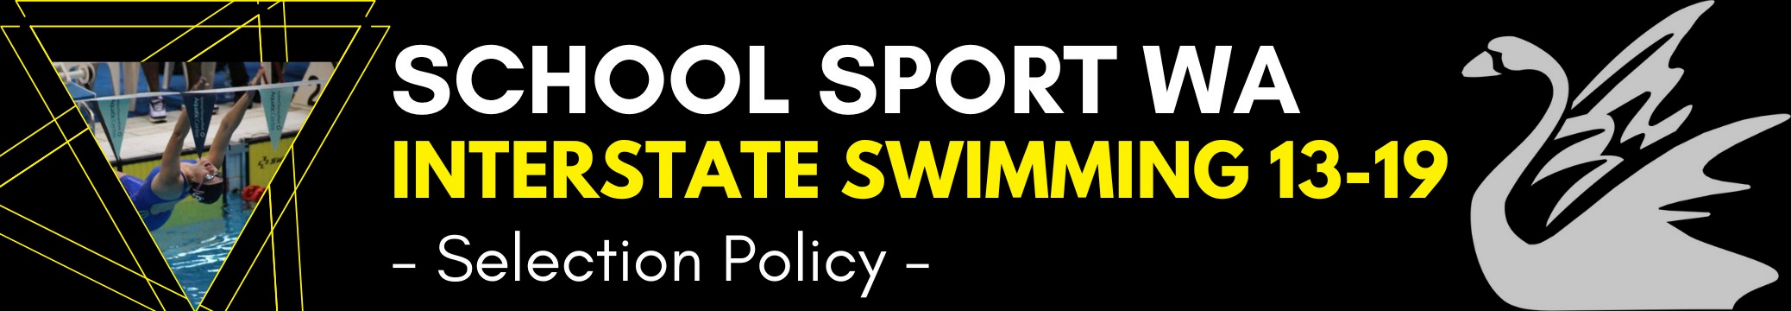 SCHOOL SPORT WA
INTERSTATE SWIMMING 13-19
- Selection Policy -